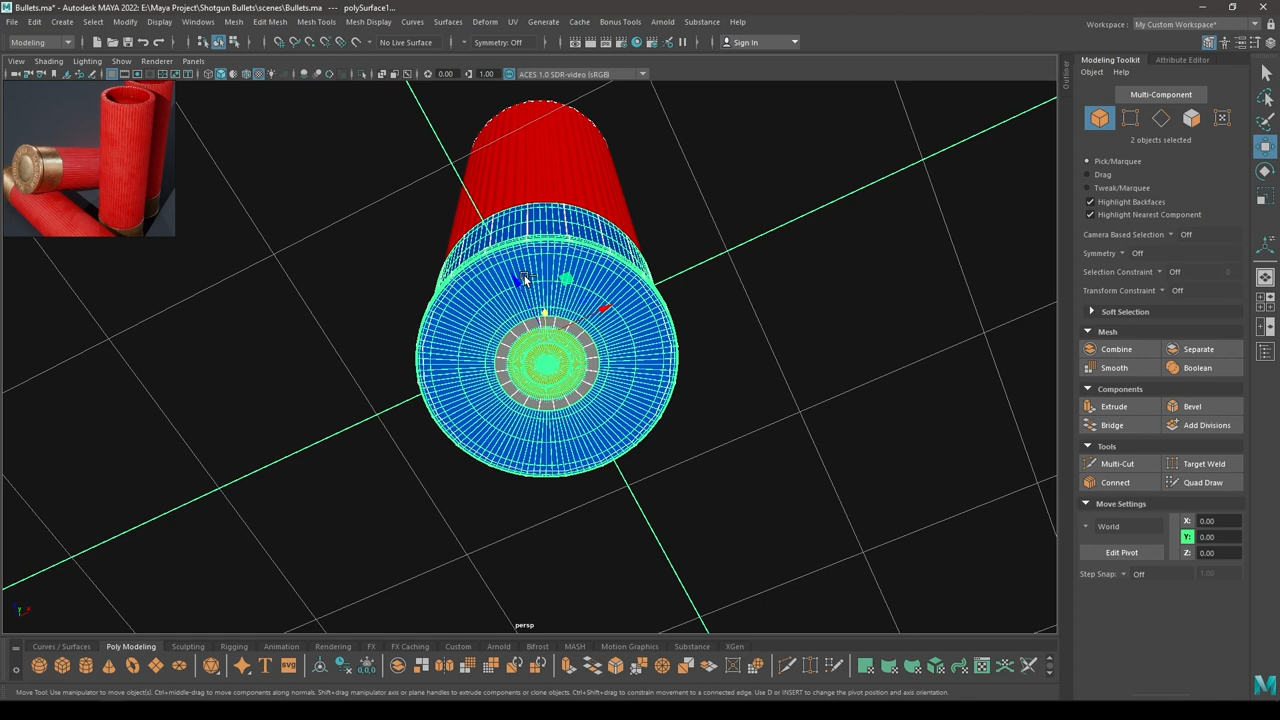 Bullets.ma* - Autodesk MAYA 2022: E:\Maya Project\Shotgun Bullets\scenes\Bullets.ma --- polySurface1...
File Edit Create Select Modify Display Windows Mesh Edit Mesh Mesh Tools Mesh Display Curves Surfaces Deform UV Generate Cache Bonus Tools Arnold Substance Help
Workspace : My Custom Workspace*
Modeling No Live Surface Symmetry: Off Sign In
View Shading Lighting Show Renderer Panels
0.00 1.00 ACES 1.0 SDR-video (sRGB)
Outliner
Modeling Toolkit Attribute Editor
Object Help
Multi-Component
2 objects selected
Pick/Marquee
Drag
Tweak/Marquee
Highlight Backfaces
Highlight Nearest Component
Camera Based Selection Off
Symmetry Off
Selection Constraint Off 0
Transform Constraint Off
Soft Selection
Mesh
Combine Separate
Smooth Boolean
Components
Extrude Bevel
Bridge Add Divisions
Tools
Multi-Cut Target Weld
Connect Quad Draw
Move Settings
World
X: 0.00
Y: 0.00
Z: 0.00
Edit Pivot
Step Snap: Off 1.00
persp
Curves / Surfaces Poly Modeling Sculpting Rigging Animation Rendering FX FX Caching Custom Arnold Bifrost MASH Motion Graphics Substance XGen
Move Tool: Use manipulator to move object(s). Ctrl+middle-drag to move components along normals. Shift+drag manipulator axis or plane handles to extrude components or clone objects. Ctrl+Shift+drag to constrain movement to a connected edge. Use D or INSERT to change the pivot position and axis orientation.